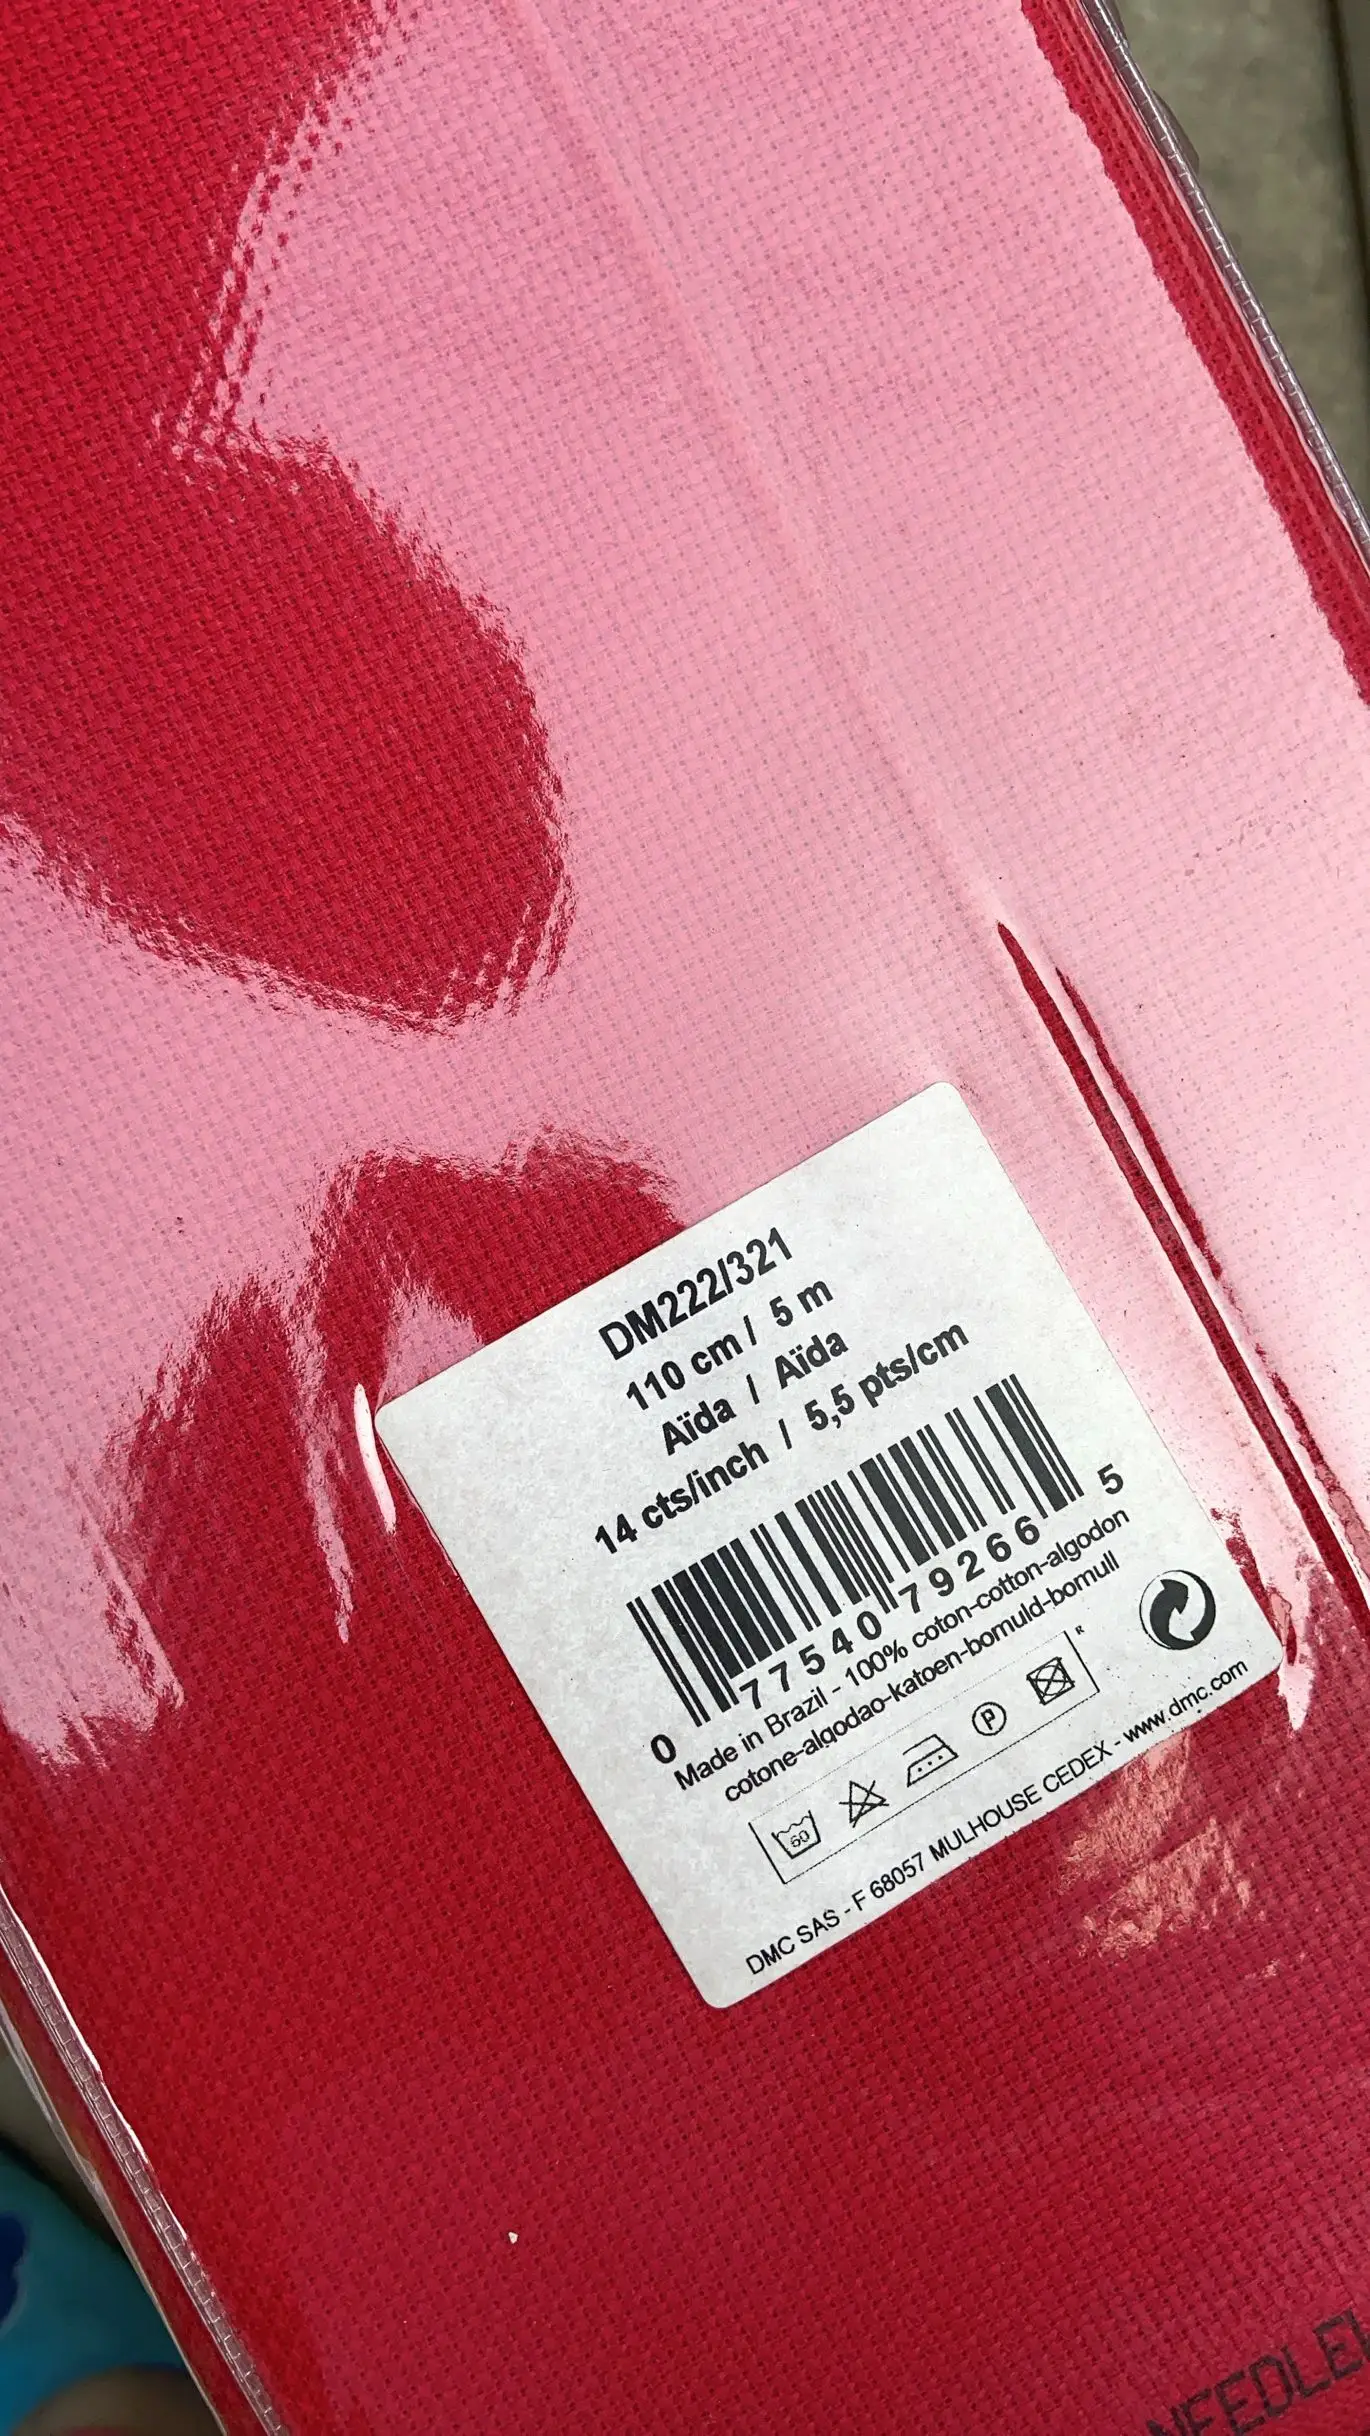 DM222/321
110 cm / 5 m
Aïda / Aïda
14 cts/inch / 5,5 pts/cm
0 77540 79266 5
Made in Brazil - 100% coton-cotton-algodon
cotone-algodao-katoen-bomuld-bomull
60
P
R
DMC SAS - F 68057 MULHOUSE CEDEX - www.dmc.com